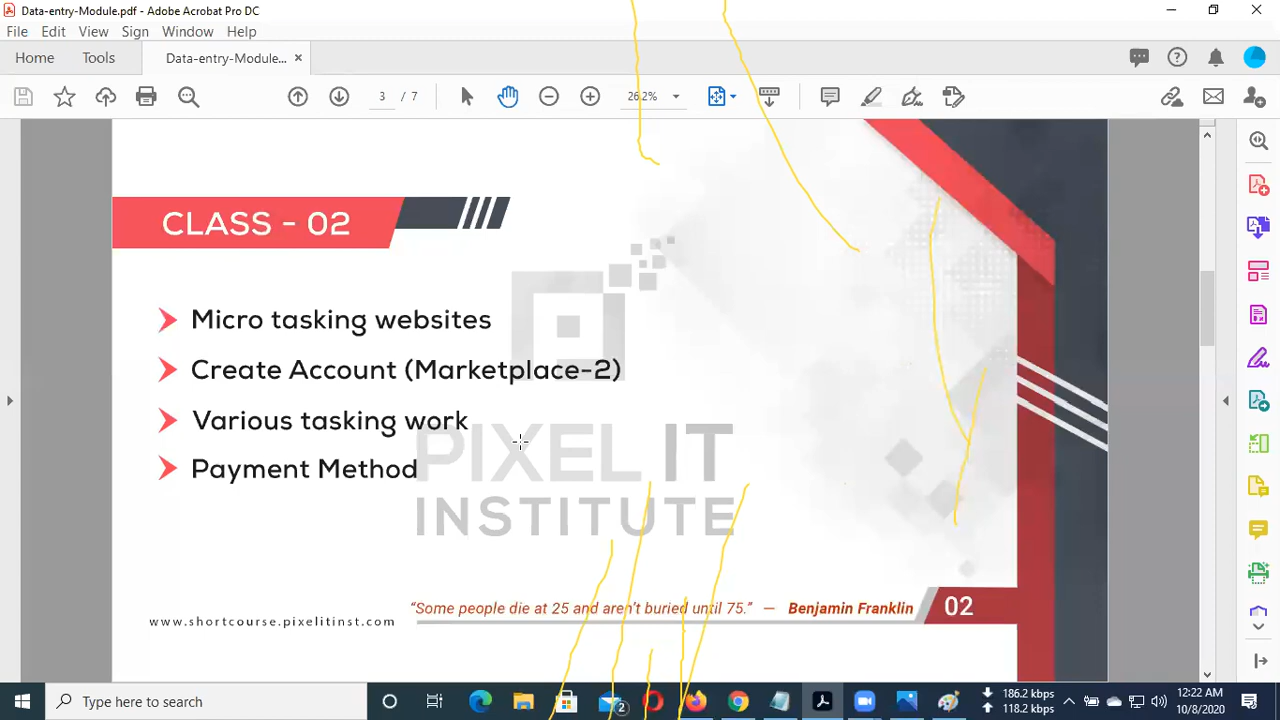 Data-entry-Module.pdf - Adobe Acrobat Pro DC
File Edit View Sign Window Help
Home Tools Data-entry-Module... ×
3 / 7 26.2%
CLASS - 02
Micro tasking websites
Create Account (Marketplace-2)
Various tasking work
Payment Method
PIXEL IT
INSTITUTE
“Some people die at 25 and aren't buried until 75.” — Benjamin Franklin
02
www.shortcourse.pixelitinst.com
Type here to search
2
186.2 kbps
118.2 kbps
12:22 AM
10/8/2020